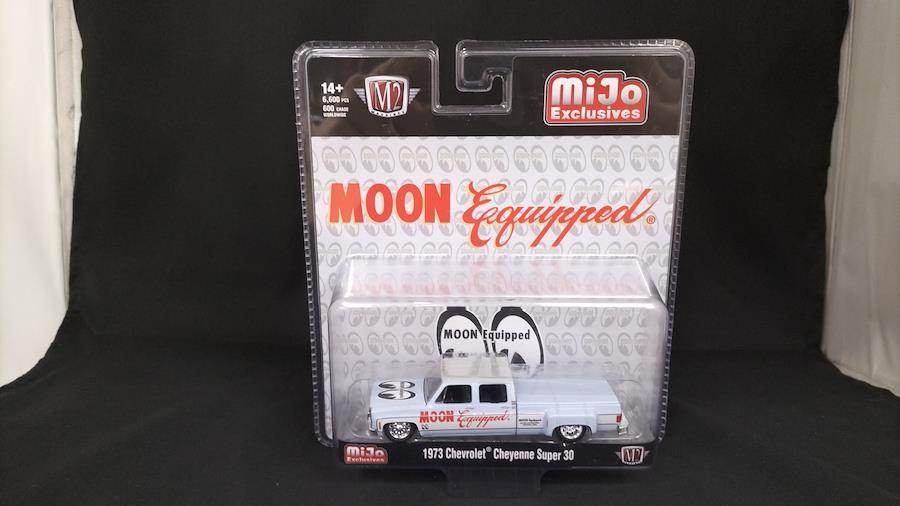 14+
6,600 PCS
600 CHASE
WORLDWIDE
M2
MACHINES
MiJo
Exclusives
MOON Equipped®
MOON Equipped
MOON Equipped.
MiJo
Exclusives
1973 Chevrolet® Cheyenne Super 30
M2